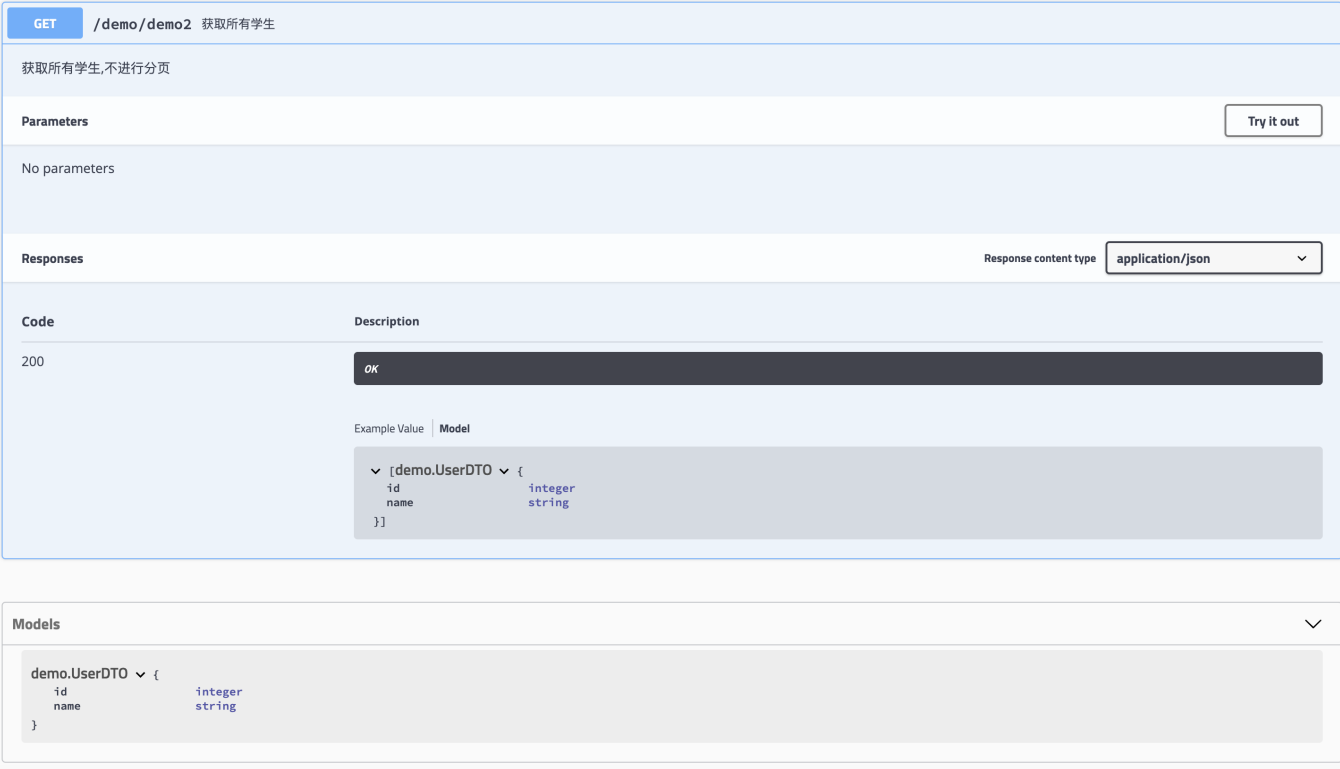 GET /demo/demo2 获取所有学生
获取所有学生,不进行分页
Parameters Try it out
No parameters
Responses Response content type application/json
Code Description
200 OK
Example Value Model
[demo.UserDTO {
id integer
name string
}]
Models
demo.UserDTO {
id integer
name string
}